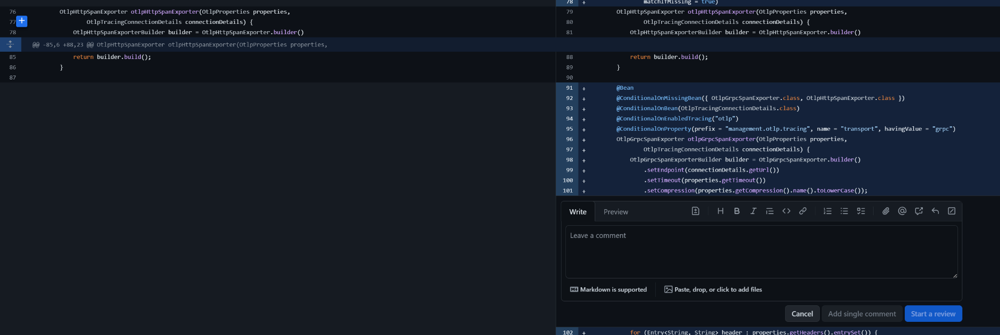 76 OtlpHttpSpanExporter otlpHttpSpanExporter(OtlpProperties properties,
77 OtlpTracingConnectionDetails connectionDetails) {
78 OtlpHttpSpanExporterBuilder builder = OtlpHttpSpanExporter.builder()
78 + matchIfMissing = true)
79 OtlpHttpSpanExporter otlpHttpSpanExporter(OtlpProperties properties,
80 OtlpTracingConnectionDetails connectionDetails) {
81 OtlpHttpSpanExporterBuilder builder = OtlpHttpSpanExporter.builder()
@@ -85,6 +88,23 @@ OtlpHttpSpanExporter otlpHttpSpanExporter(OtlpProperties properties,
85 return builder.build();
86 }
87
88 return builder.build();
89 }
90
91 + @Bean
92 + @ConditionalOnMissingBean({ OtlpGrpcSpanExporter.class, OtlpHttpSpanExporter.class })
93 + @ConditionalOnBean(OtlpTracingConnectionDetails.class)
94 + @ConditionalOnEnabledTracing("otlp")
95 + @ConditionalOnProperty(prefix = "management.otlp.tracing", name = "transport", havingValue = "grpc")
96 + OtlpGrpcSpanExporter otlpGrpcSpanExporter(OtlpProperties properties,
97 + OtlpTracingConnectionDetails connectionDetails) {
98 + OtlpGrpcSpanExporterBuilder builder = OtlpGrpcSpanExporter.builder()
99 + .setEndpoint(connectionDetails.getUrl())
100 + .setTimeout(properties.getTimeout())
101 + .setCompression(properties.getCompression().name().toLowerCase());
Write Preview
Leave a comment
Markdown is supported Paste, drop, or click to add files
Cancel Add single comment Start a review
102 + for (Entry<String, String> header : properties.getHeaders().entrySet()) {